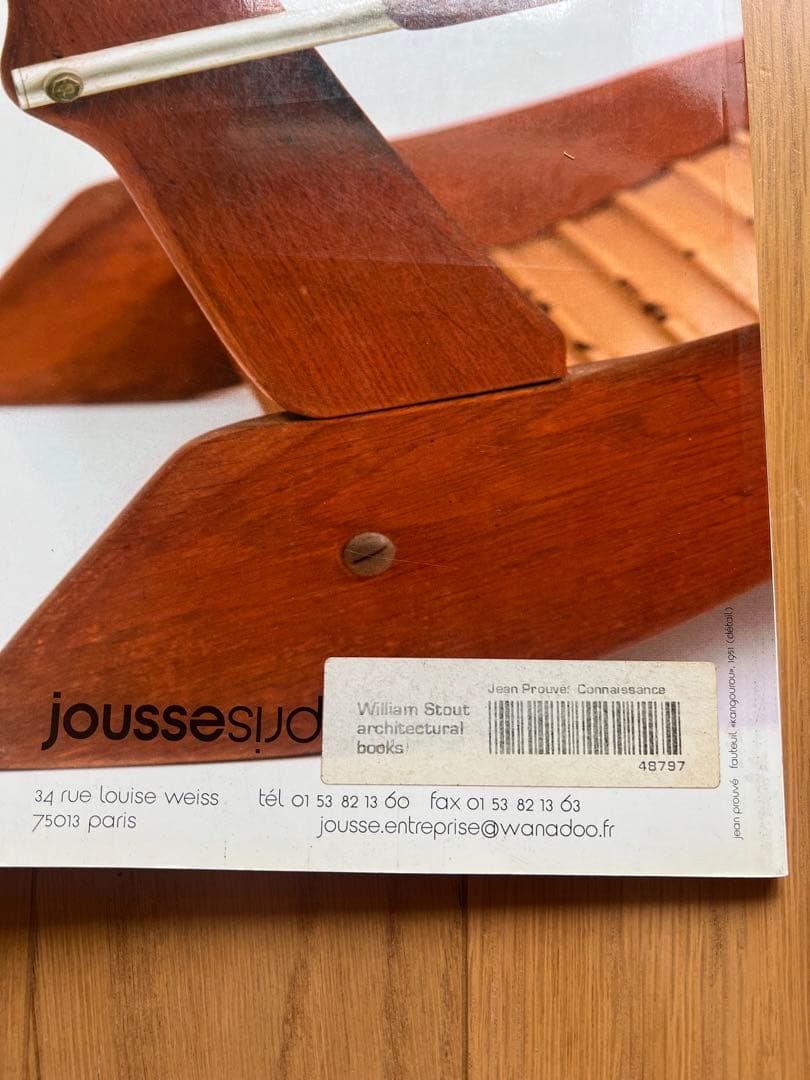 jousse
William Stout
architectural
books
Jean Prouve: Connaissance
48797
34 rue louise weiss
75013 paris
tél 01 53 82 13 60 fax 01 53 82 13 63
jousse.entreprise@wanadoo.fr
jean prouvé fauteuil «kangourou», 1951 (détail)